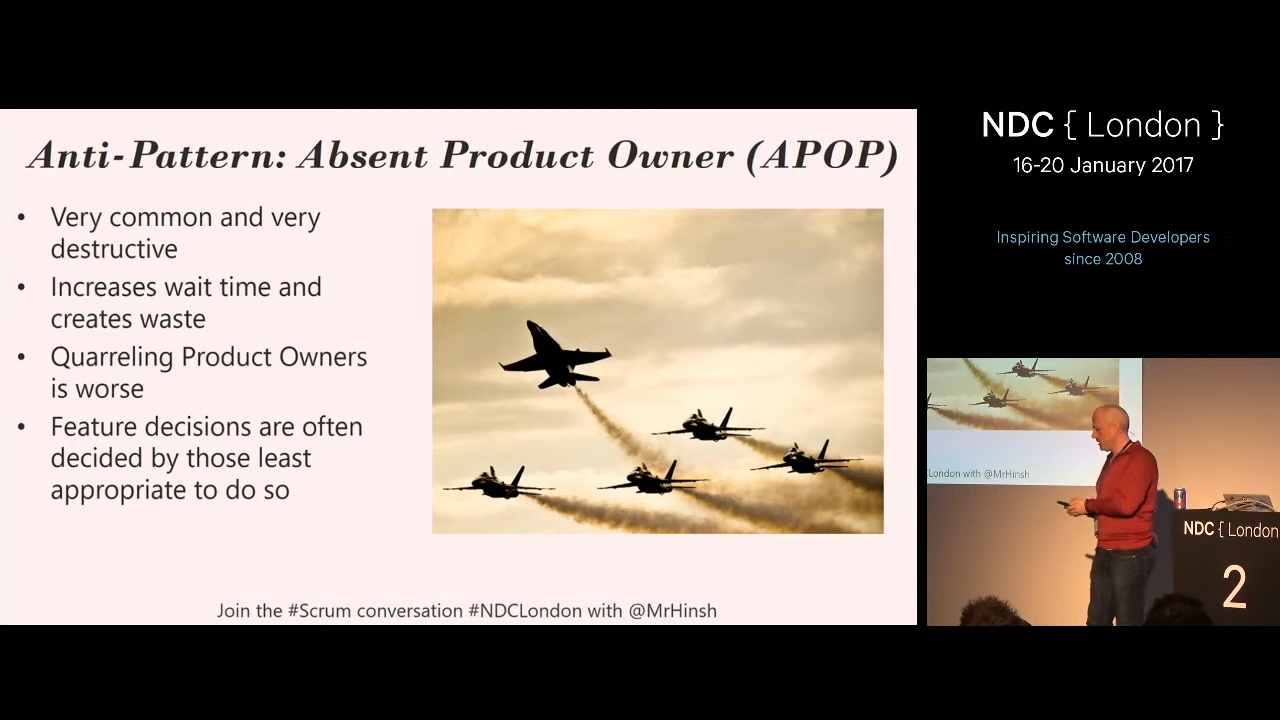 Anti-Pattern: Absent Product Owner (APOP)
• Very common and very
destructive
• Increases wait time and
creates waste
• Quarreling Product Owners
is worse
• Feature decisions are often
decided by those least
appropriate to do so
Join the #Scrum conversation #NDCLondon with @MrHinsh
NDC { London }
16-20 January 2017
Inspiring Software Developers
since 2008
London with @MrHinsh
NDC { London
2